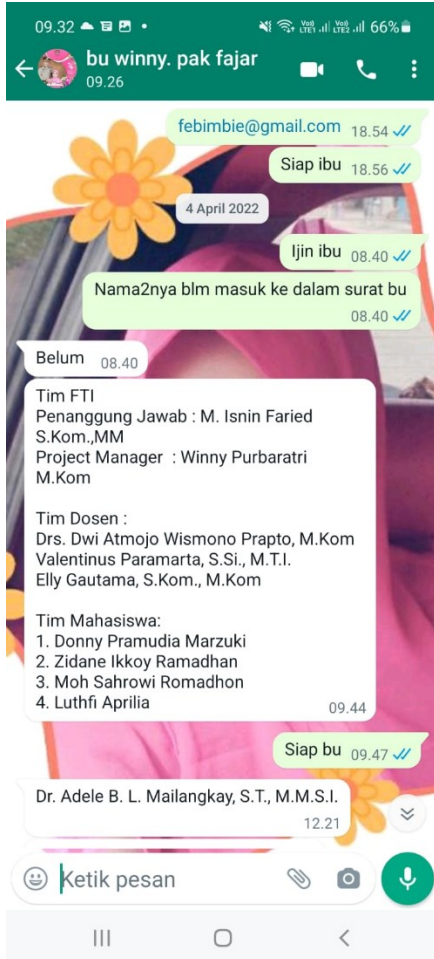 09.32
66%
bu winny. pak fajar
09.26
febimbie@gmail.com 18.54
Siap ibu 18.56
4 April 2022
Ijin ibu 08.40
Nama2nya blm masuk ke dalam surat bu
08.40
Belum 08.40
Tim FTI
Penanggung Jawab : M. Isnin Faried
S.Kom.,MM
Project Manager : Winny Purbaratri
M.Kom
Tim Dosen :
Drs. Dwi Atmojo Wismono Prapto, M.Kom
Valentinus Paramarta, S.Si., M.T.I.
Elly Gautama, S.Kom., M.Kom
Tim Mahasiswa:
1. Donny Pramudia Marzuki
2. Zidane Ikkoy Ramadhan
3. Moh Sahrowi Romadhon
4. Luthfi Aprilia
09.44
Siap bu 09.47
Dr. Adele B. L. Mailangkay, S.T., M.M.S.I.
12.21
Ketik pesan